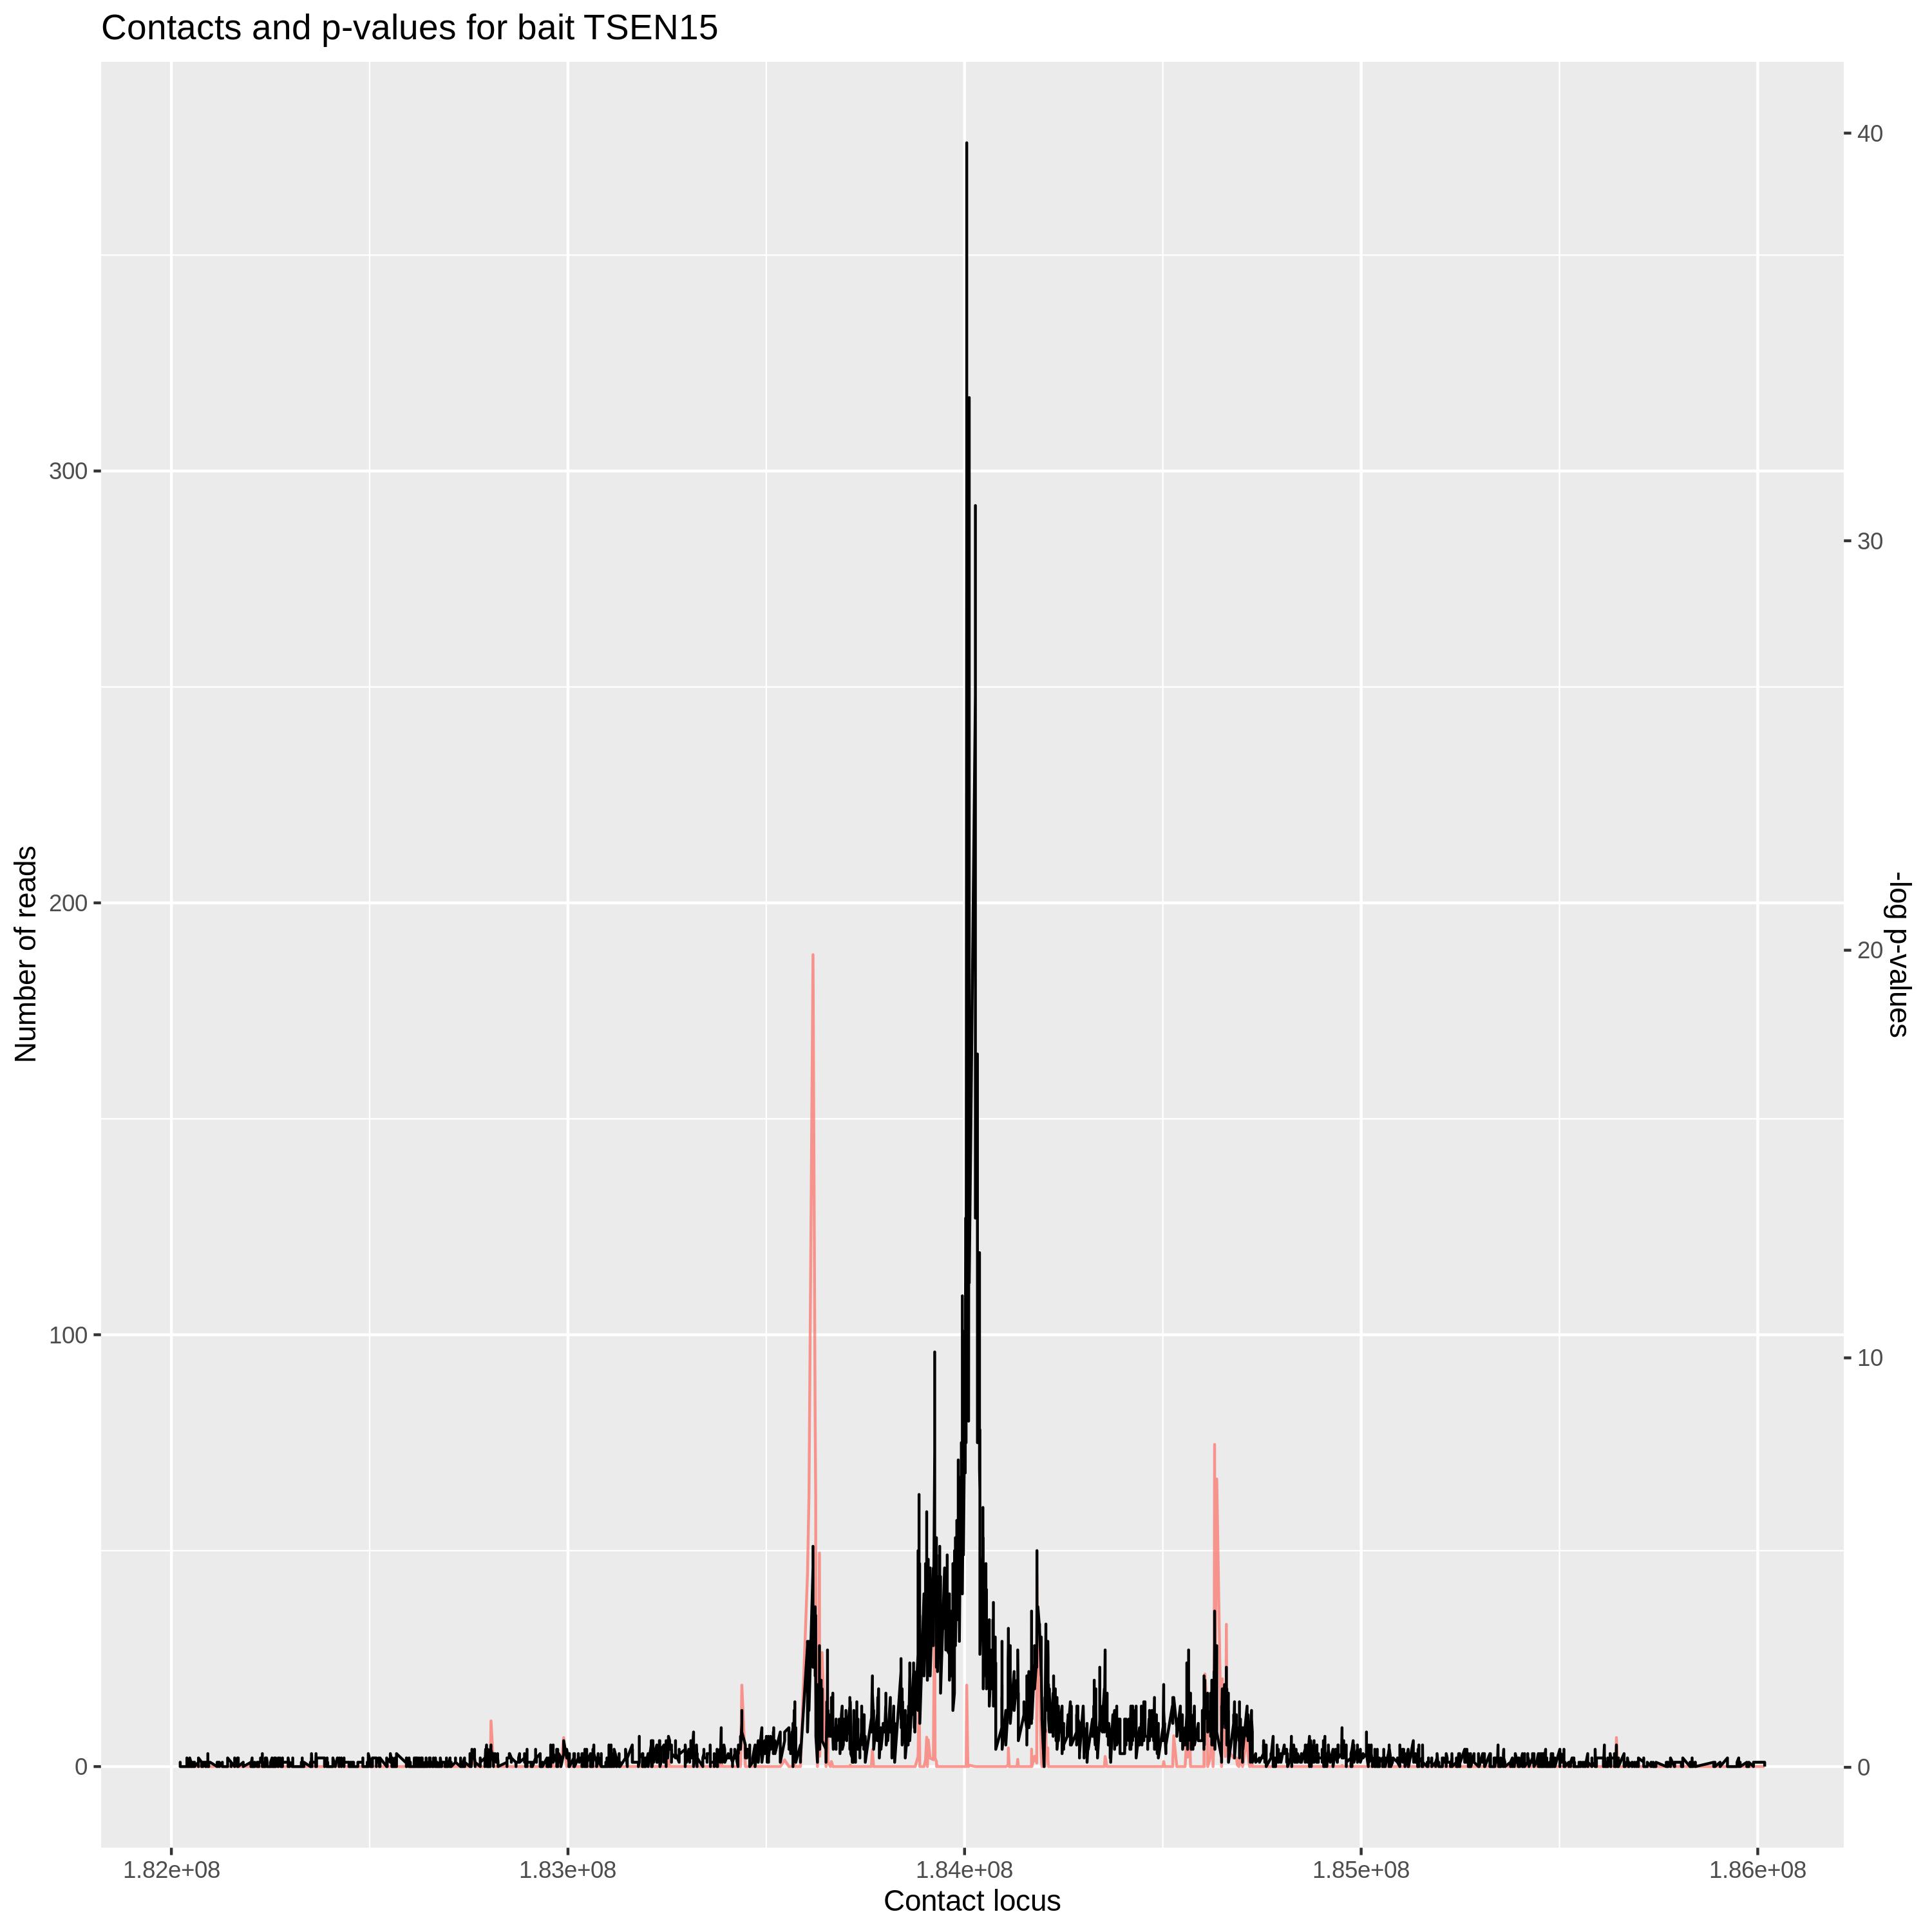 Contacts and p-values for bait TSEN15
Number of reads
300
200
100
0
40
30
20
10
0
-log p-values
1.82e+08
1.83e+08
1.84e+08
1.85e+08
1.86e+08
Contact locus